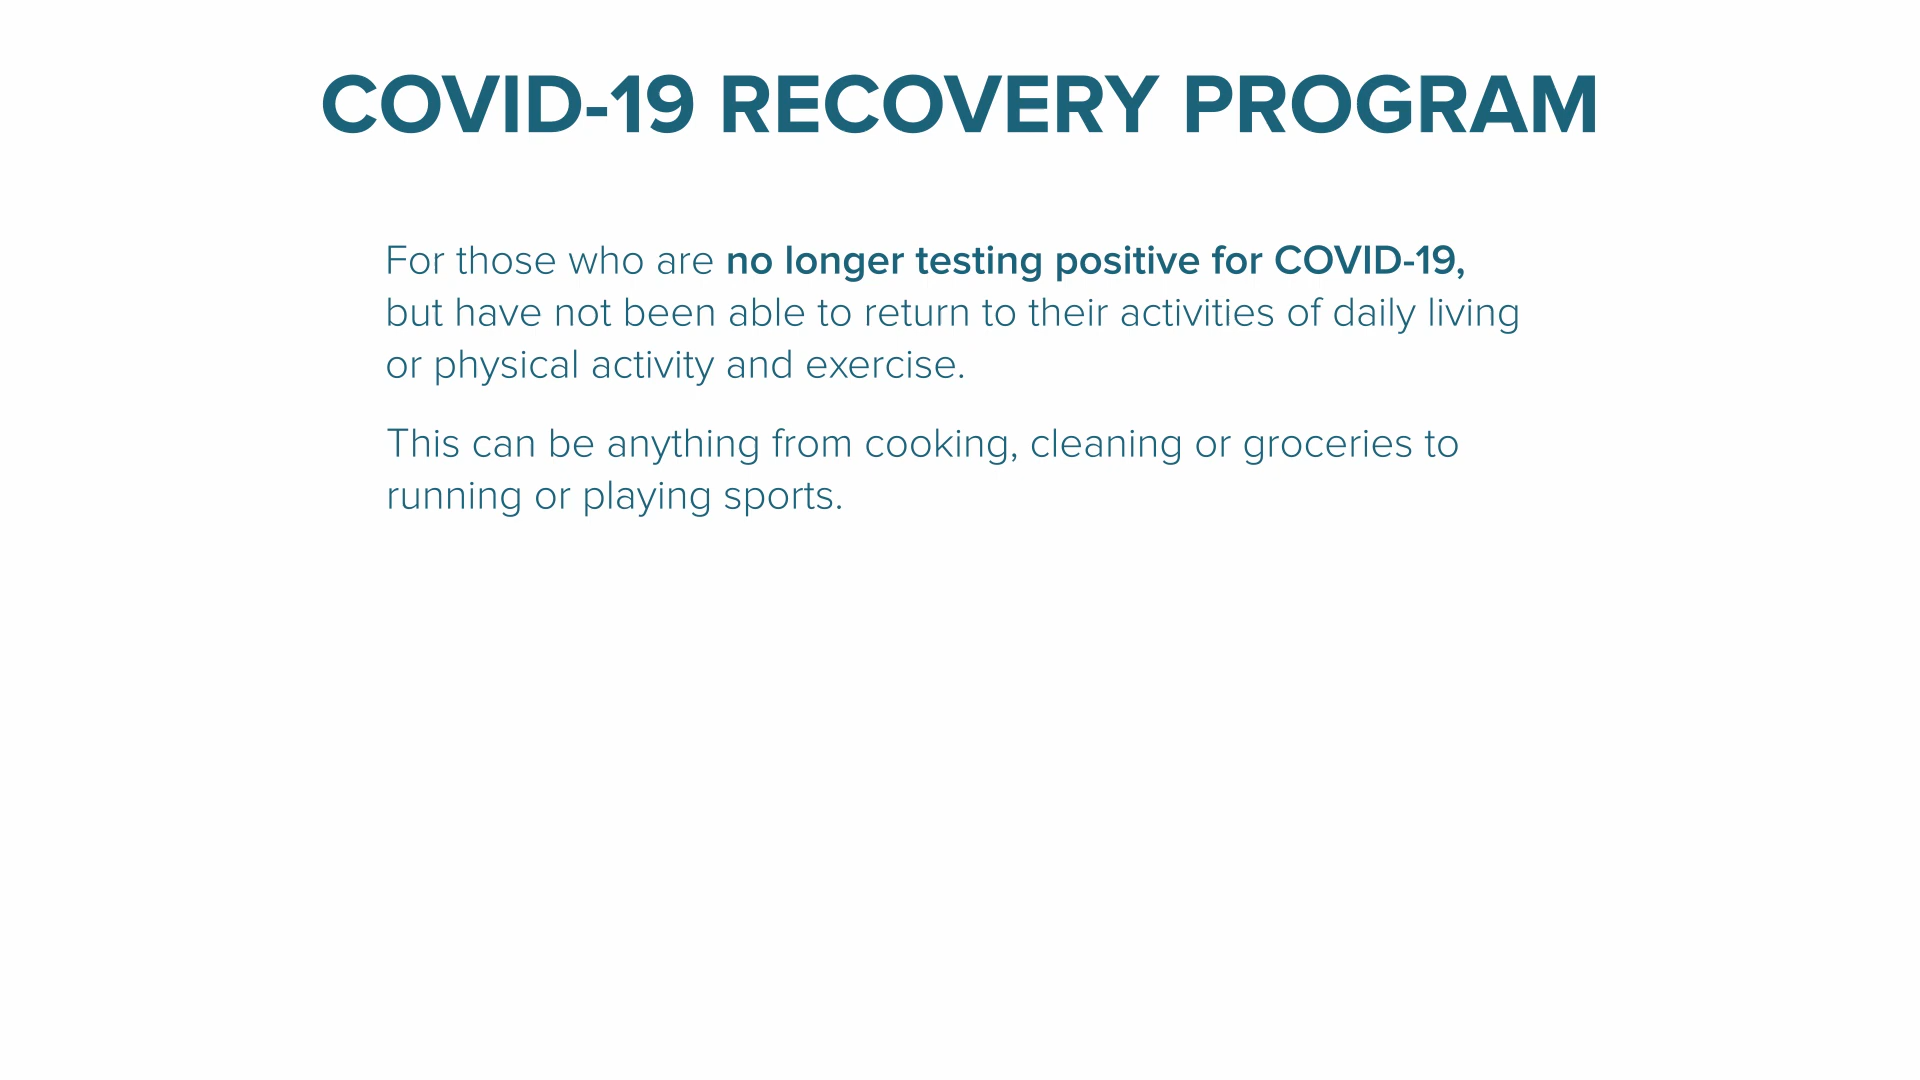 COVID-19 RECOVERY PROGRAM
For those who are no longer testing positive for COVID-19,
but have not been able to return to their activities of daily living
or physical activity and exercise.
This can be anything from cooking, cleaning or groceries to
running or playing sports.